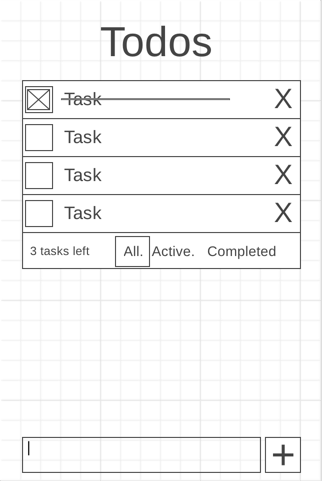 Todos
Task X
Task X
Task X
Task X
3 tasks left All. Active. Completed
+